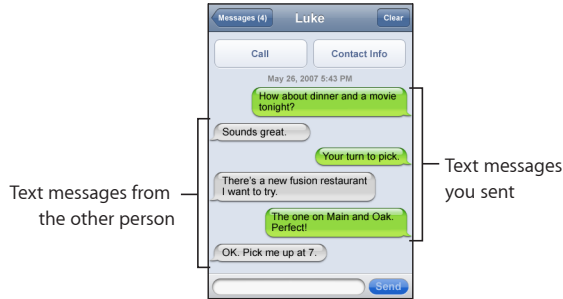 Messages (4)
Luke
Clear
Call
Contact Info
May 26, 2007 5:43 PM
How about dinner and a movie
tonight?
Sounds great.
Your turn to pick.
There's a new fusion restaurant
I want to try.
The one on Main and Oak.
Perfect!
OK. Pick me up at 7.
Send
Text messages from
the other person
Text messages
you sent